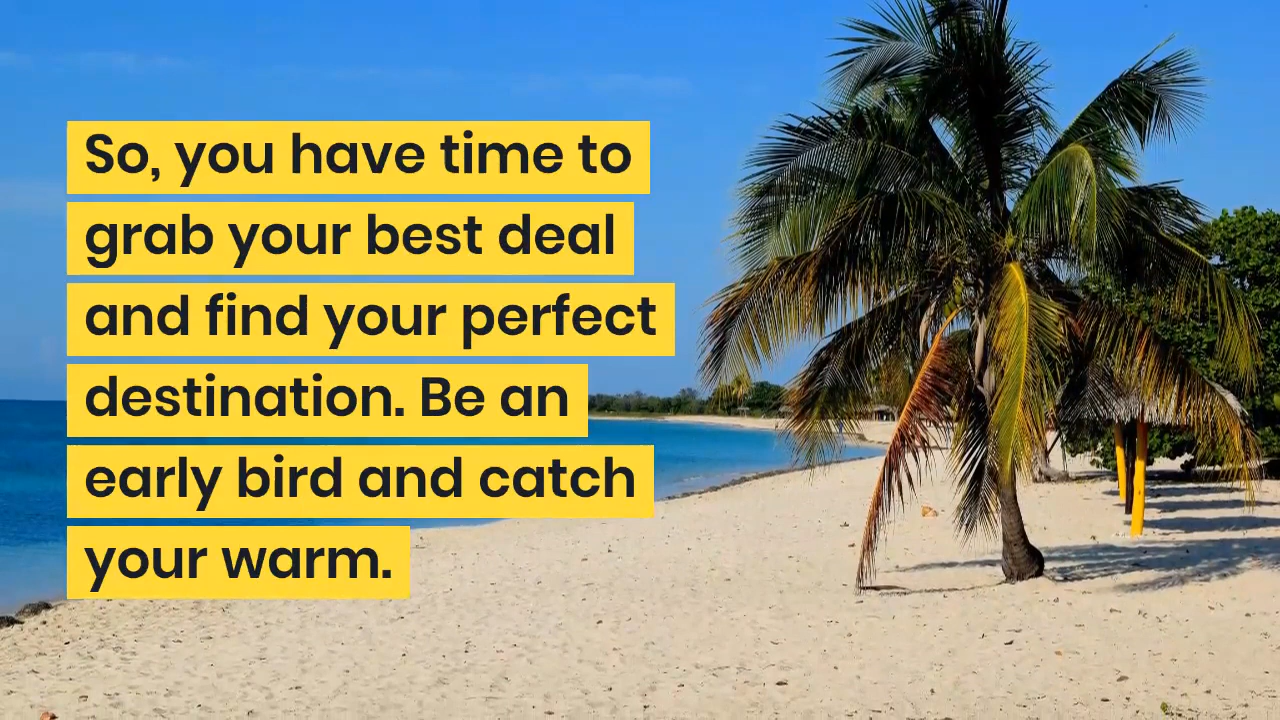 So, you have time to
grab your best deal
and find your perfect
destination. Be an
early bird and catch
your warm.